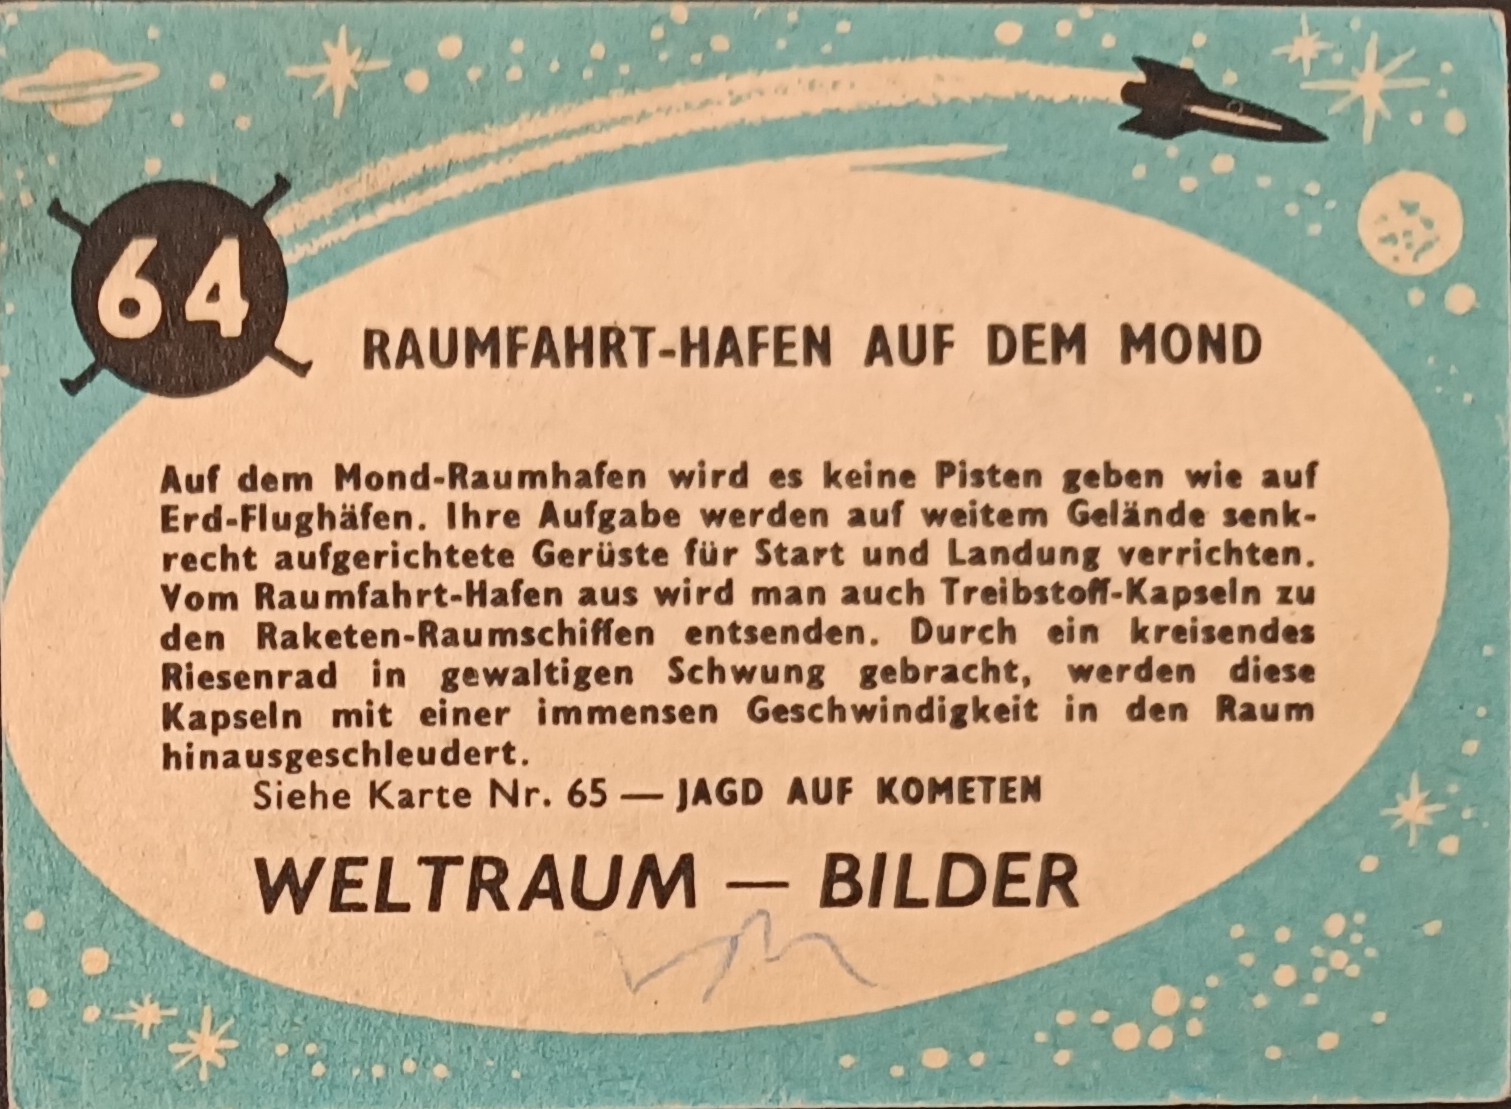 64
RAUMFAHRT-HAFEN AUF DEM MOND
Auf dem Mond-Raumhafen wird es keine Pisten geben wie auf
Erd-Flughäfen. Ihre Aufgabe werden auf weitem Gelände senk-
recht aufgerichtete Gerüste für Start und Landung verrichten.
Vom Raumfahrt-Hafen aus wird man auch Treibstoff-Kapseln zu
den Raketen-Raumschiffen entsenden. Durch ein kreisendes
Riesenrad in gewaltigen Schwung gebracht, werden diese
Kapseln mit einer immensen Geschwindigkeit in den Raum
hinausgeschleudert.
Siehe Karte Nr. 65 — JAGD AUF KOMETEN
WELTRAUM — BILDER